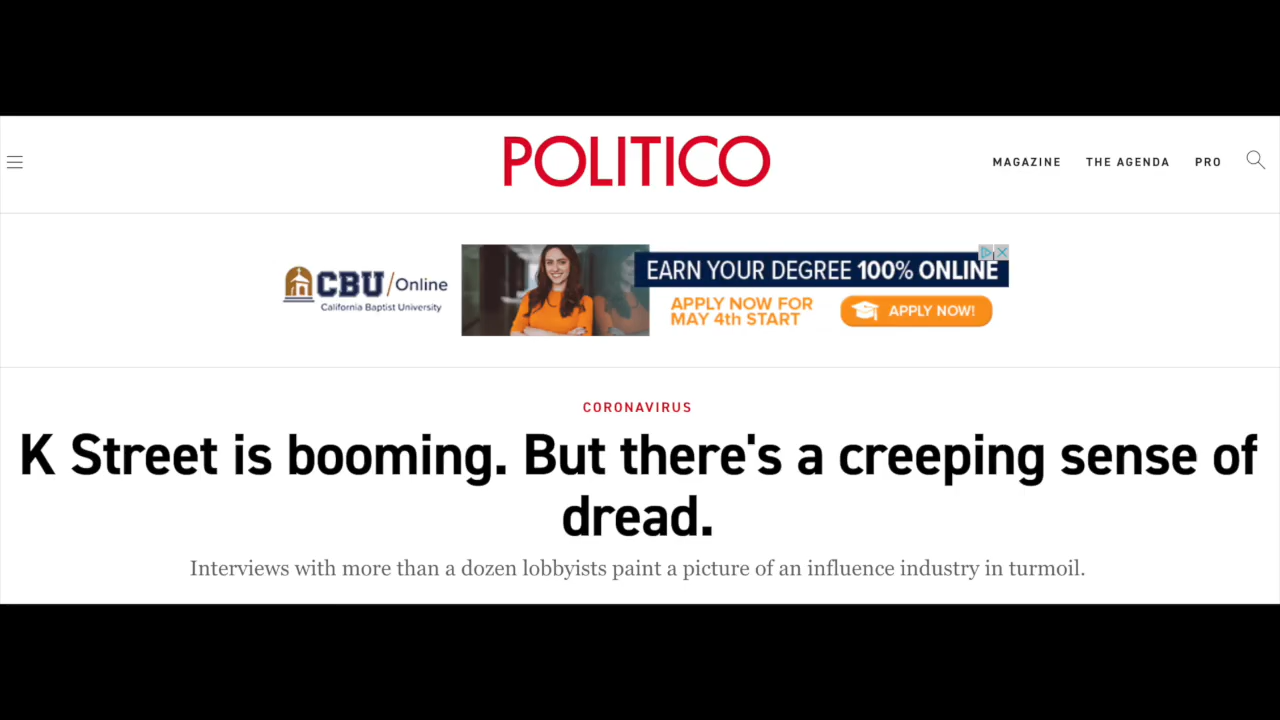 POLITICO
MAGAZINE THE AGENDA PRO
CBU/Online
California Baptist University
EARN YOUR DEGREE 100% ONLINE
APPLY NOW FOR
MAY 4th START
APPLY NOW!
CORONAVIRUS
K Street is booming. But there's a creeping sense of
dread.
Interviews with more than a dozen lobbyists paint a picture of an influence industry in turmoil.